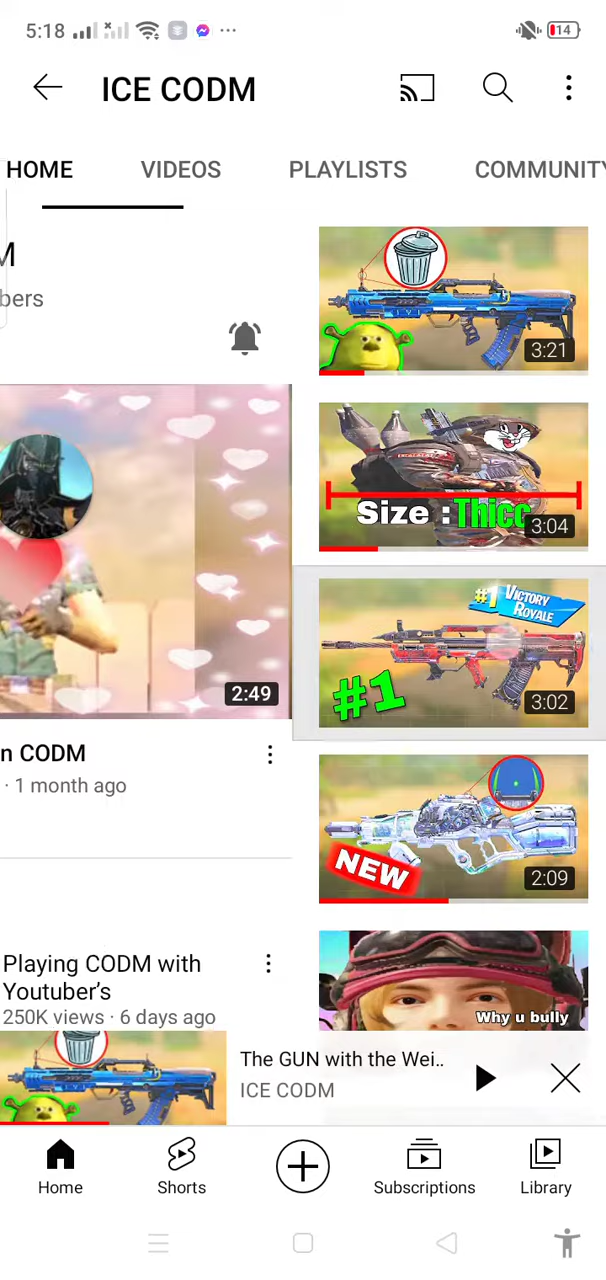 5:18
14
ICE CODM
HOME
VIDEOS
PLAYLISTS
COMMUNITY
M
bers
3:21
Size : Thicc
3:04
#1 VICTORY
ROYALE
#1
3:02
2:49
n CODM
· 1 month ago
NEW
2:09
Playing CODM with
Youtuber’s
250K views · 6 days ago
Why u bully
The GUN with the Wei..
ICE CODM
Home
Shorts
Subscriptions
Library